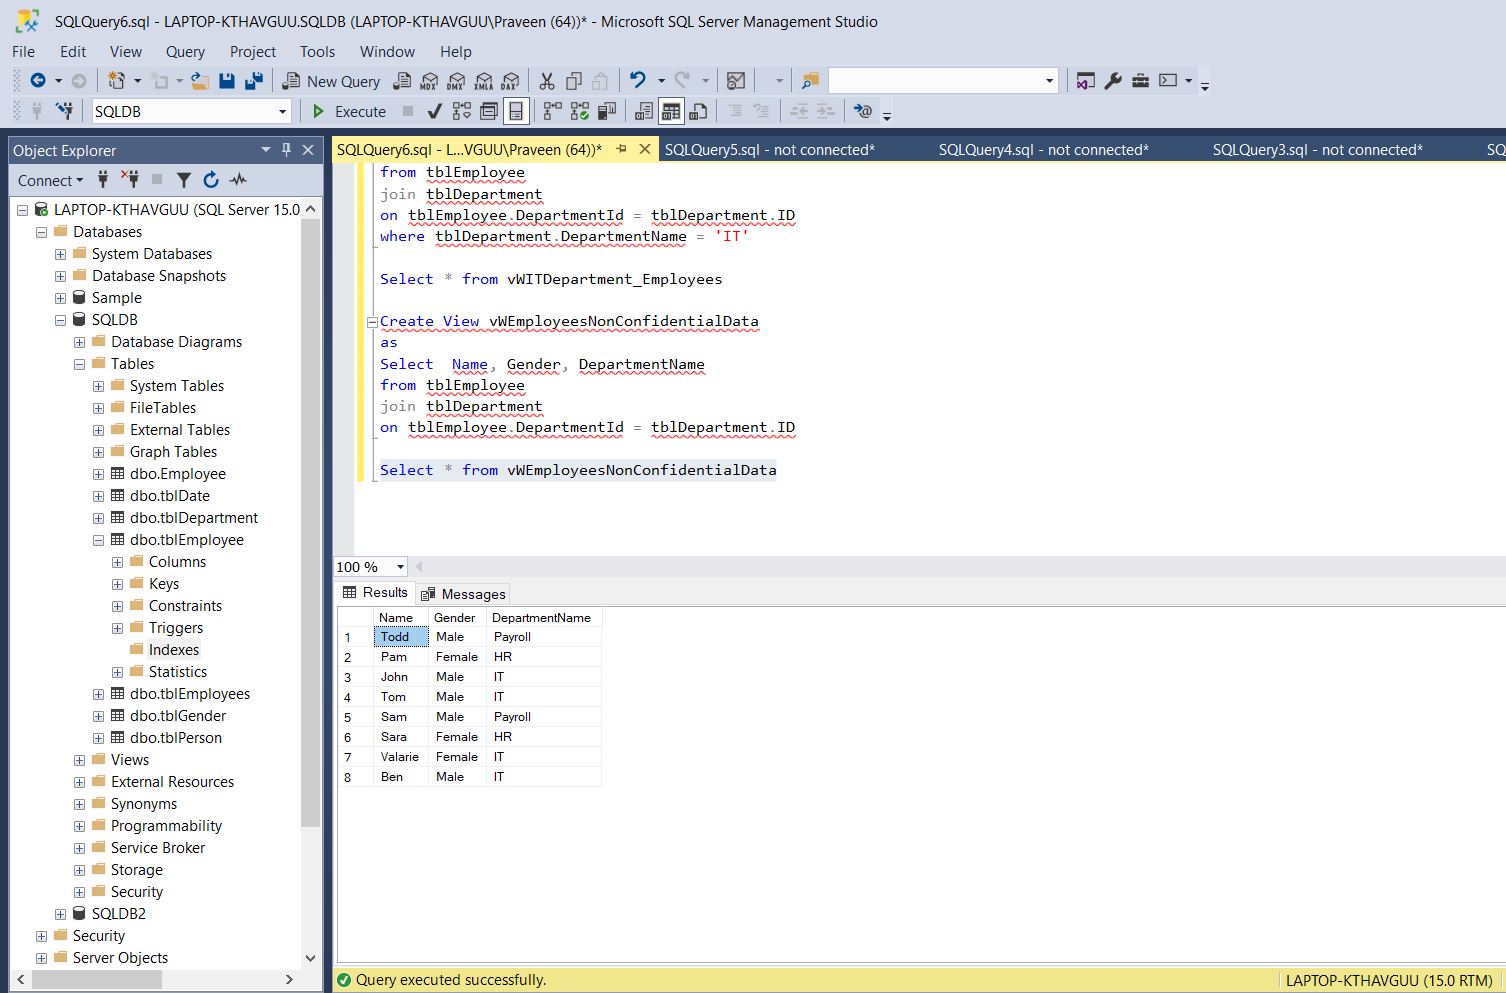 SQLQuery6.sql - LAPTOP-KTHAVGUU.SQLDB (LAPTOP-KTHAVGUU\Praveen (64))* - Microsoft SQL Server Management Studio
File Edit View Query Project Tools Window Help
New Query MDX DMX XMLA DAX
SQLDB Execute
Object Explorer
Connect
LAPTOP-KTHAVGUU (SQL Server 15.0
Databases
System Databases
Database Snapshots
Sample
SQLDB
Database Diagrams
Tables
System Tables
FileTables
External Tables
Graph Tables
dbo.Employee
dbo.tblDate
dbo.tblDepartment
dbo.tblEmployee
Columns
Keys
Constraints
Triggers
Indexes
Statistics
dbo.tblEmployees
dbo.tblGender
dbo.tblPerson
Views
External Resources
Synonyms
Programmability
Service Broker
Storage
Security
SQLDB2
Security
Server Objects
SQLQuery6.sql - L...VGUU\Praveen (64))* SQLQuery5.sql - not connected* SQLQuery4.sql - not connected* SQLQuery3.sql - not connected* SQ
from tblEmployee
join tblDepartment
on tblEmployee.DepartmentId = tblDepartment.ID
where tblDepartment.DepartmentName = 'IT'
Select * from vWITDepartment_Employees
Create View vWEmployeesNonConfidentialData
as
Select Name, Gender, DepartmentName
from tblEmployee
join tblDepartment
on tblEmployee.DepartmentId = tblDepartment.ID
Select * from vWEmployeesNonConfidentialData
100 %
Results Messages
Name Gender DepartmentName
1 Todd Male Payroll
2 Pam Female HR
3 John Male IT
4 Tom Male IT
5 Sam Male Payroll
6 Sara Female HR
7 Valarie Female IT
8 Ben Male IT
Query executed successfully. LAPTOP-KTHAVGUU (15.0 RTM)